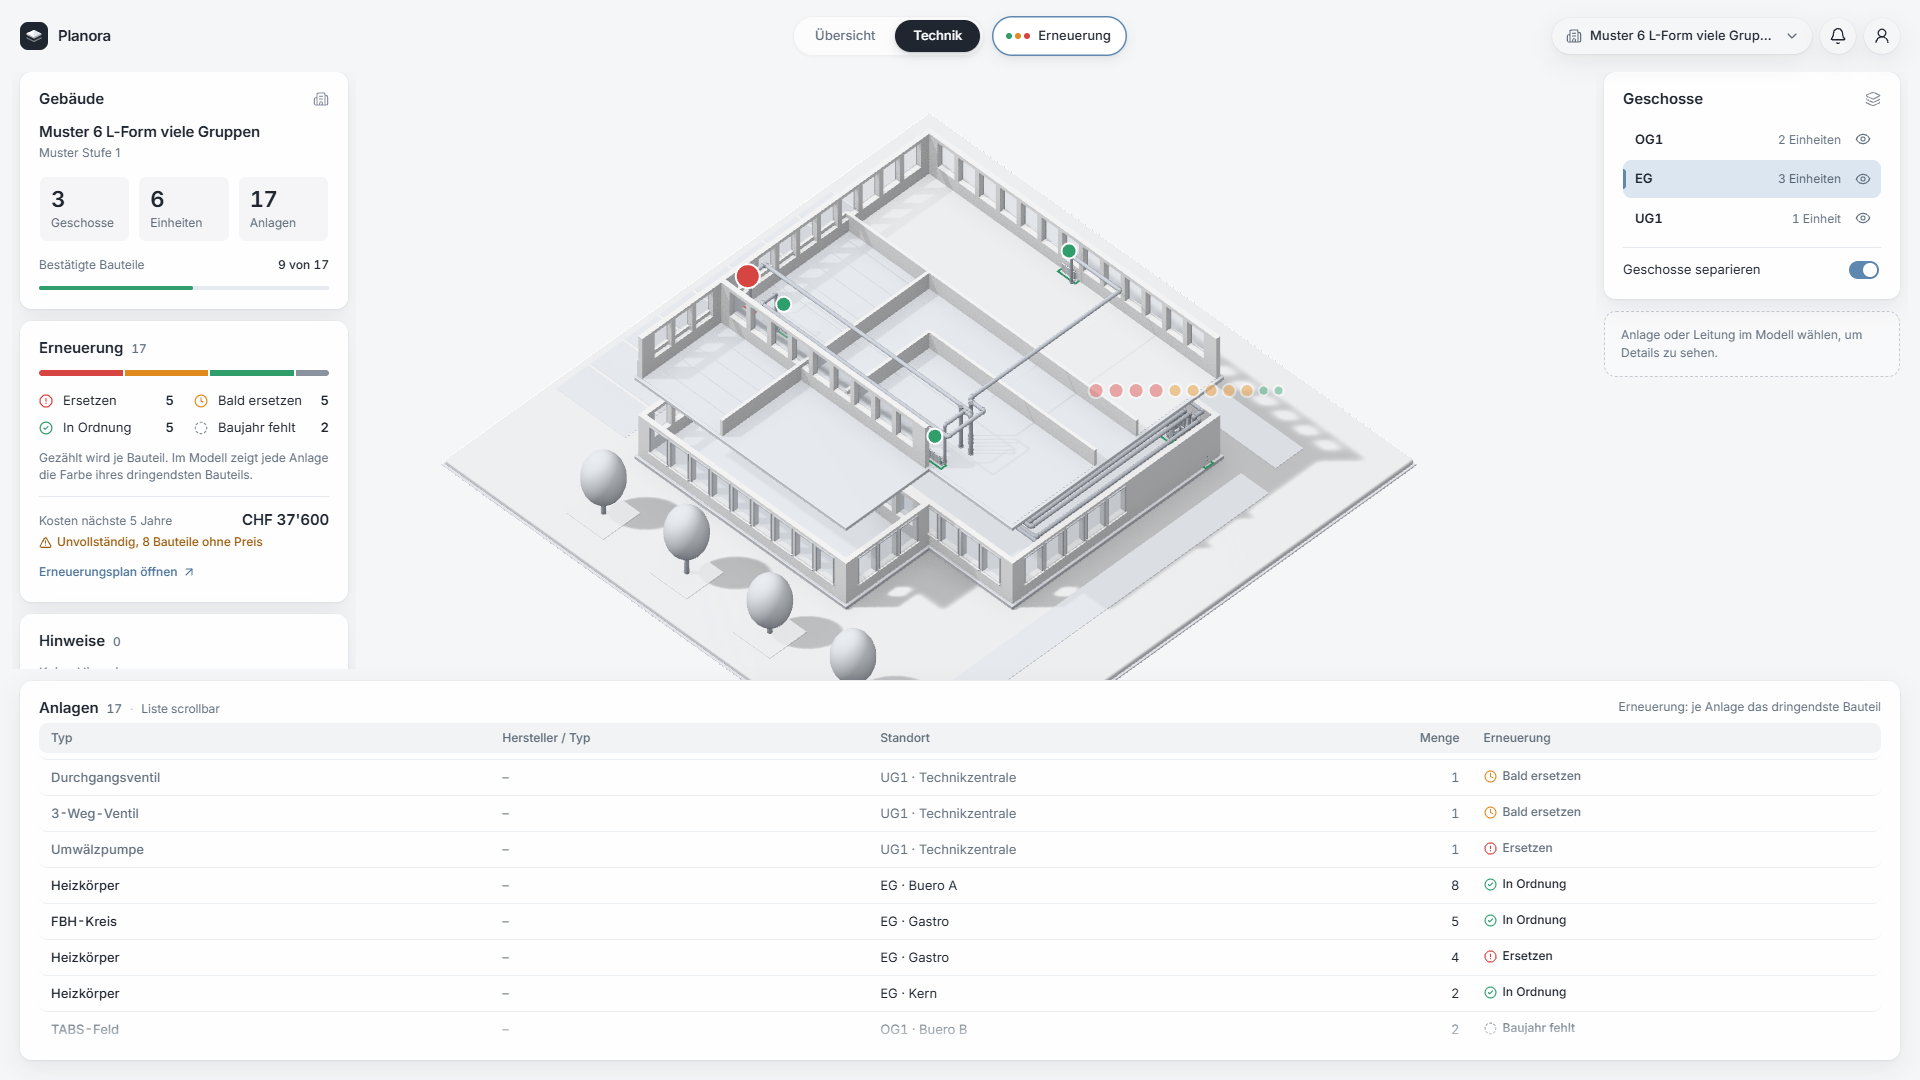 Planora
Übersicht
Technik
Erneuerung
Muster 6 L-Form viele Grup...
Gebäude
Muster 6 L-Form viele Gruppen
Muster Stufe 1
3 6 17
Geschosse Einheiten Anlagen
Bestätigte Bauteile 9 von 17
Erneuerung 17
Ersetzen 5 Bald ersetzen 5
In Ordnung 5 Baujahr fehlt 2
Gezählt wird je Bauteil. Im Modell zeigt jede Anlage
die Farbe ihres dringendsten Bauteils.
Kosten nächste 5 Jahre CHF 37'600
Unvollständig, 8 Bauteile ohne Preis
Erneuerungsplan öffnen
Hinweise 0
Geschosse
OG1 2 Einheiten
EG 3 Einheiten
UG1 1 Einheit
Geschosse separieren
Anlage oder Leitung im Modell wählen, um
Details zu sehen.
Anlagen 17 · Liste scrollbar
Erneuerung: je Anlage das dringendste Bauteil
Typ Hersteller / Typ Standort Menge Erneuerung
Durchgangsventil – UG1 · Technikzentrale 1 Bald ersetzen
3-Weg-Ventil – UG1 · Technikzentrale 1 Bald ersetzen
Umwälzpumpe – UG1 · Technikzentrale 1 Ersetzen
Heizkörper – EG · Buero A 8 In Ordnung
FBH-Kreis – EG · Gastro 5 In Ordnung
Heizkörper – EG · Gastro 4 Ersetzen
Heizkörper – EG · Kern 2 In Ordnung
TABS-Feld – OG1 · Buero B 2 Baujahr fehlt